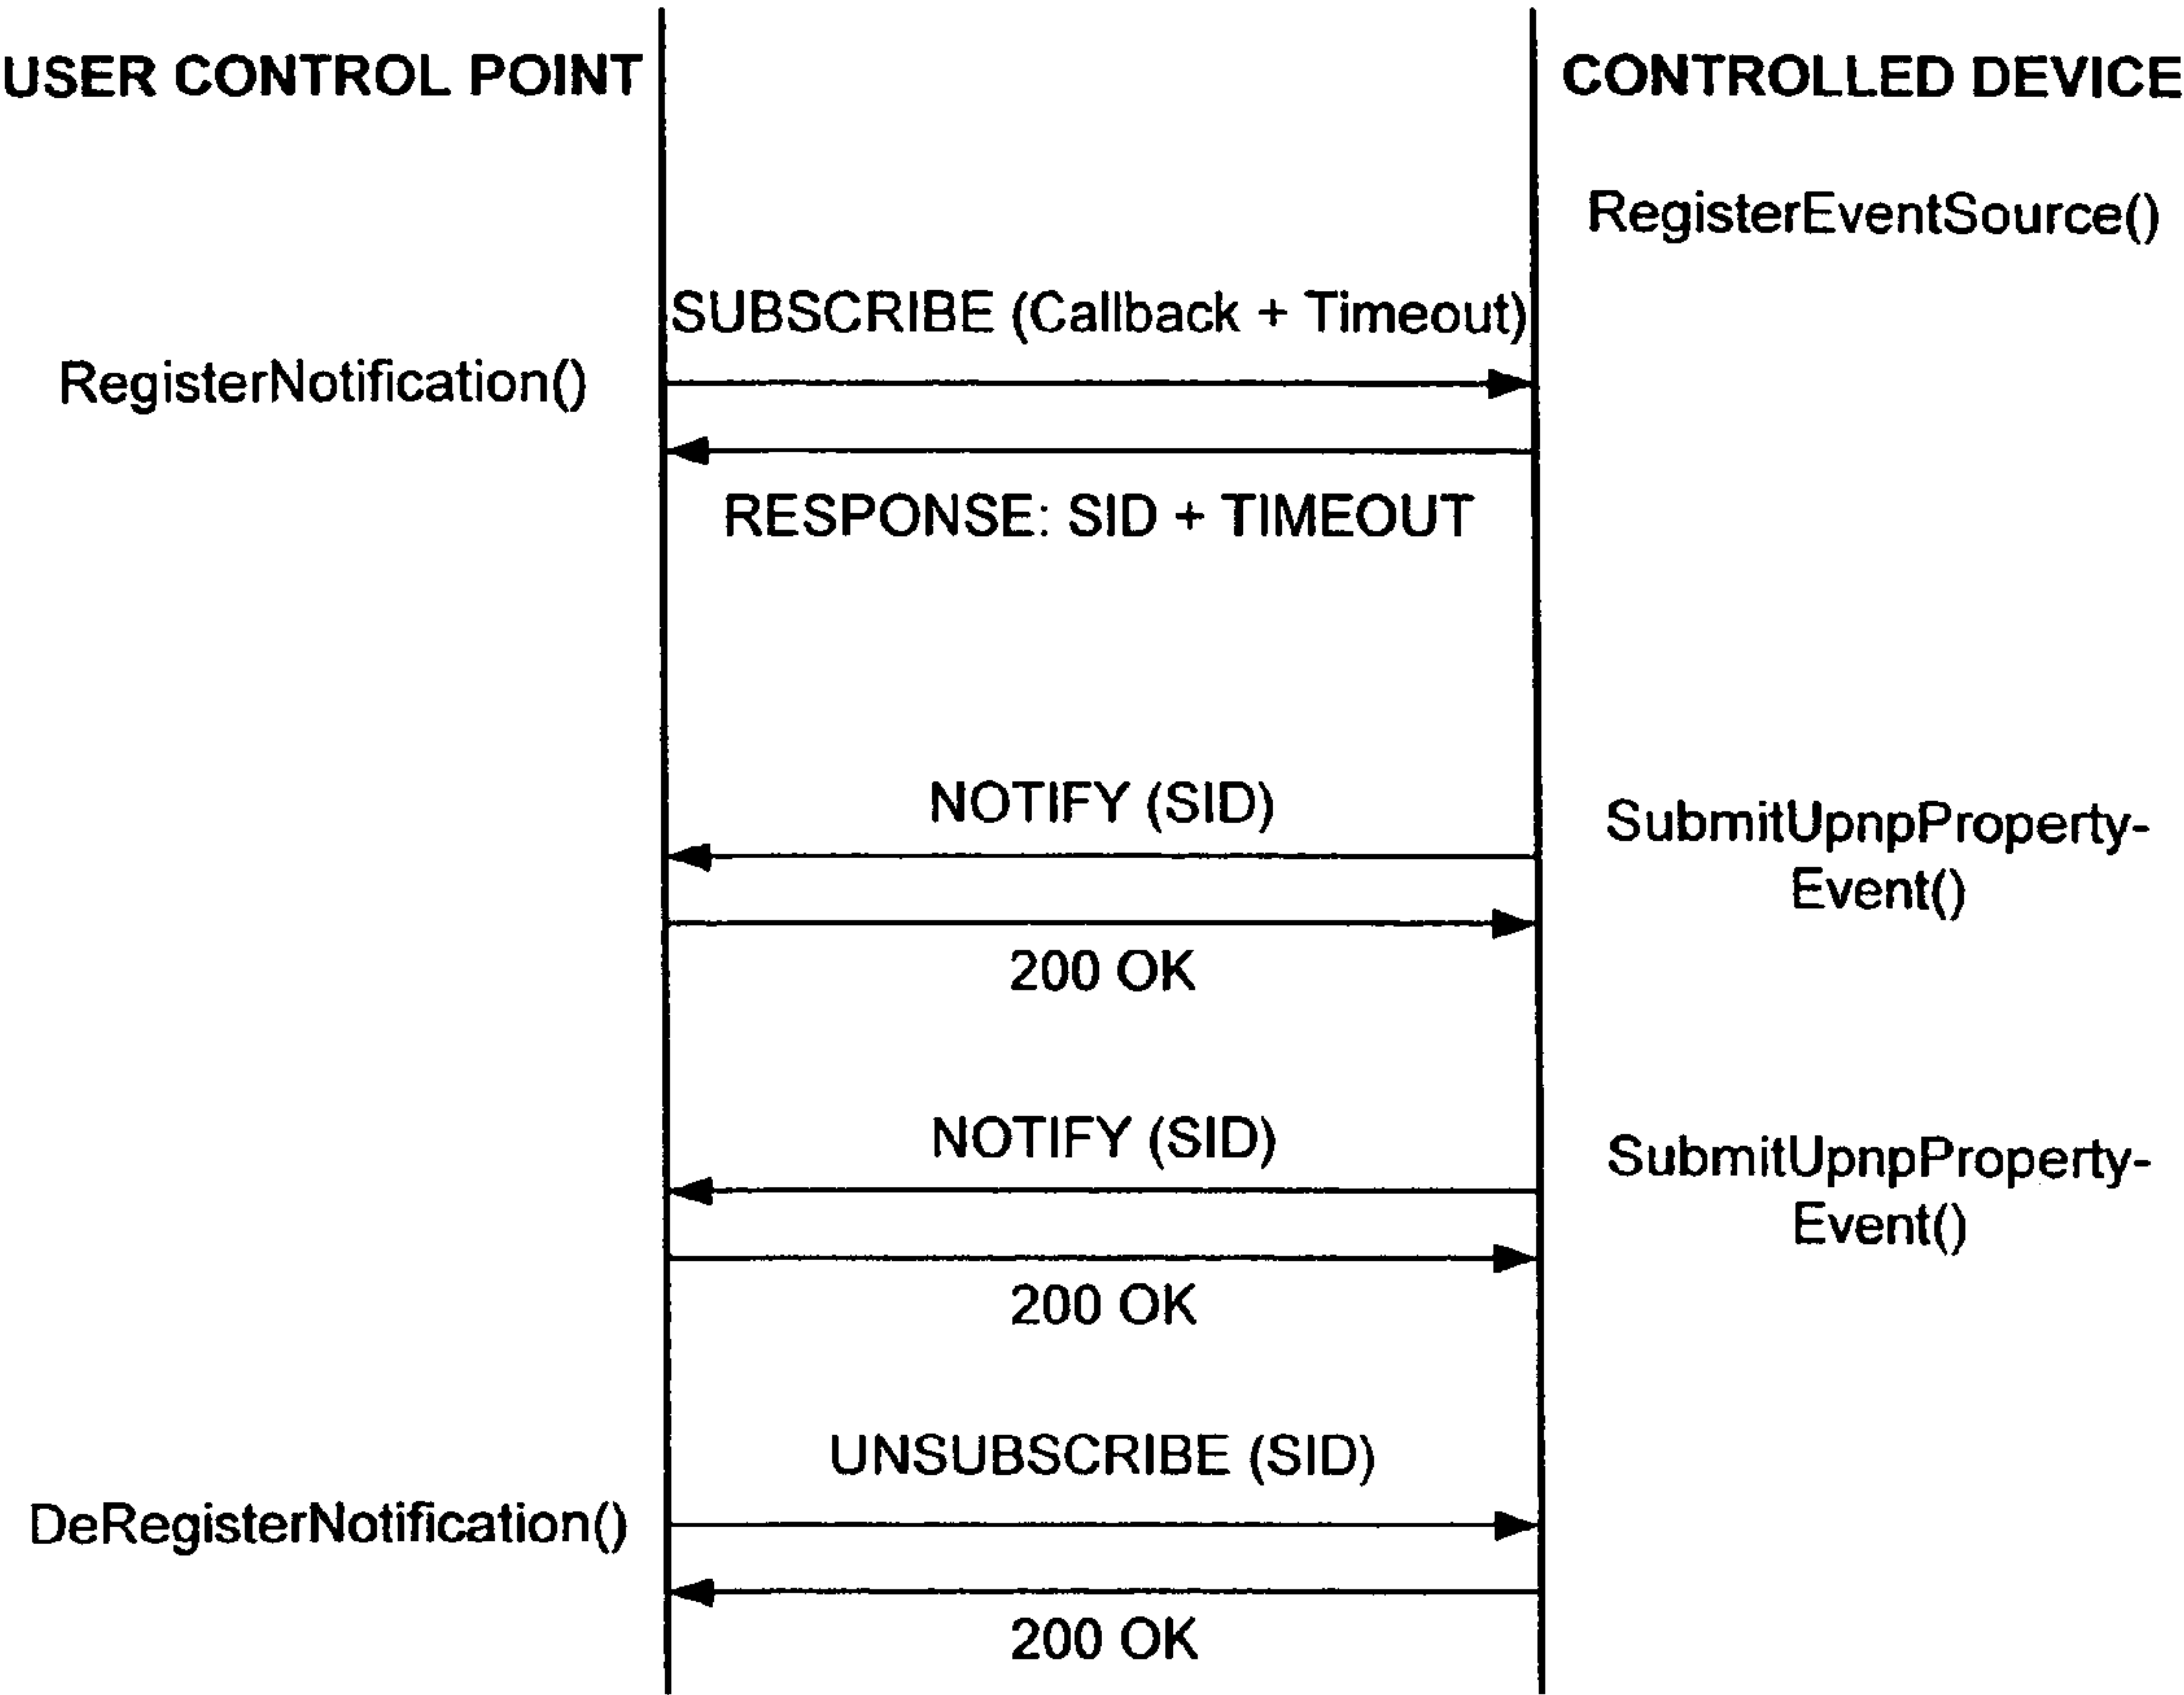 USER CONTROL POINT
CONTROLLED DEVICE
RegisterEventSource()
SUBSCRIBE (Callback + Timeout)
RegisterNotification()
RESPONSE: SID + TIMEOUT
NOTIFY (SID)
SubmitUpnpProperty-
Event()
200 OK
NOTIFY (SID)
SubmitUpnpProperty-
Event()
200 OK
UNSUBSCRIBE (SID)
DeRegisterNotification()
200 OK